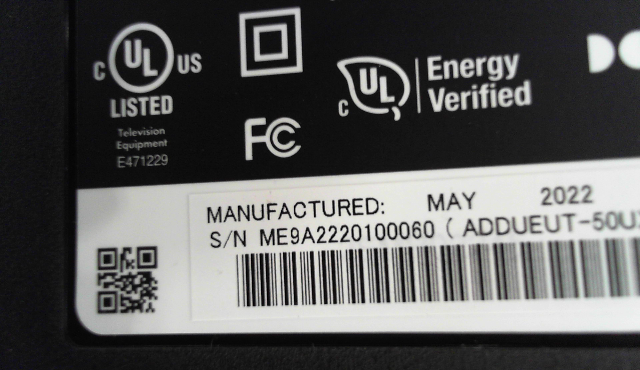 C UL US
LISTED
Television
Equipment
E471229
FC
C UL Energy
Verified
MANUFACTURED: MAY 2022
S/N ME9A2220100060 ( ADDUEUT-50U